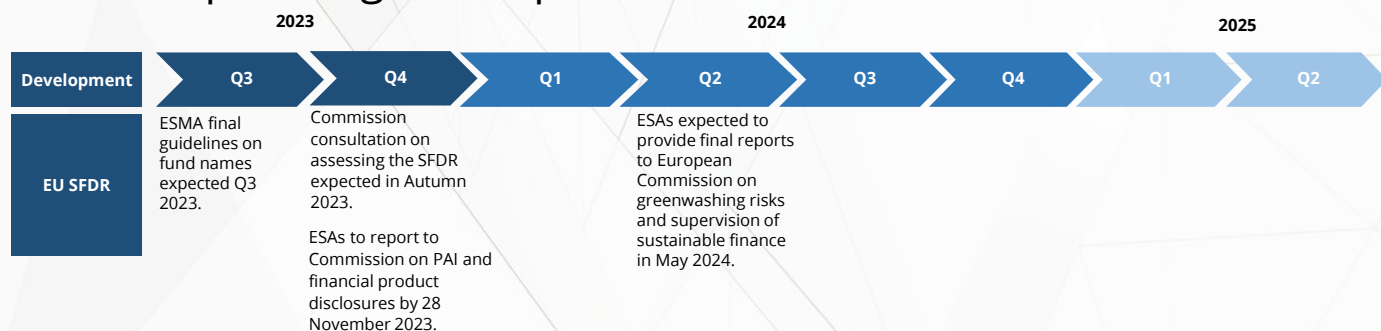 2023
2024
2025
Development
Q3
Q4
Q1
Q2
Q3
Q4
Q1
Q2
EU SFDR
ESMA final
guidelines on
fund names
expected Q3
2023.
Commission
consultation on
assessing the SFDR
expected in Autumn
2023.
ESAs to report to
Commission on PAI and
financial product
disclosures by 28
November 2023.
ESAs expected to
provide final reports
to European
Commission on
greenwashing risks
and supervision of
sustainable finance
in May 2024.